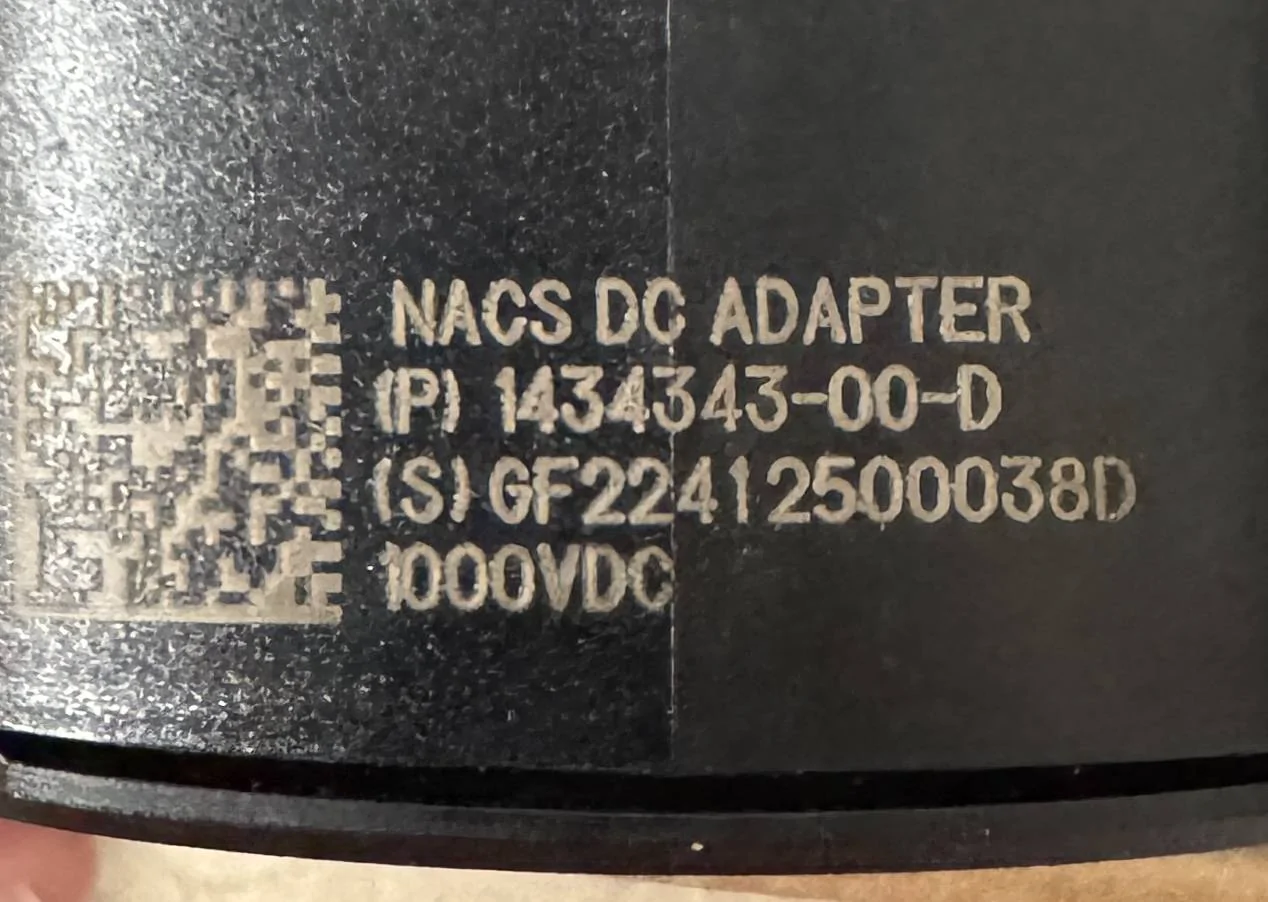 NACS DC ADAPTER
(P) 1434343-00-D
(S) GF22412500038D
1000VDC